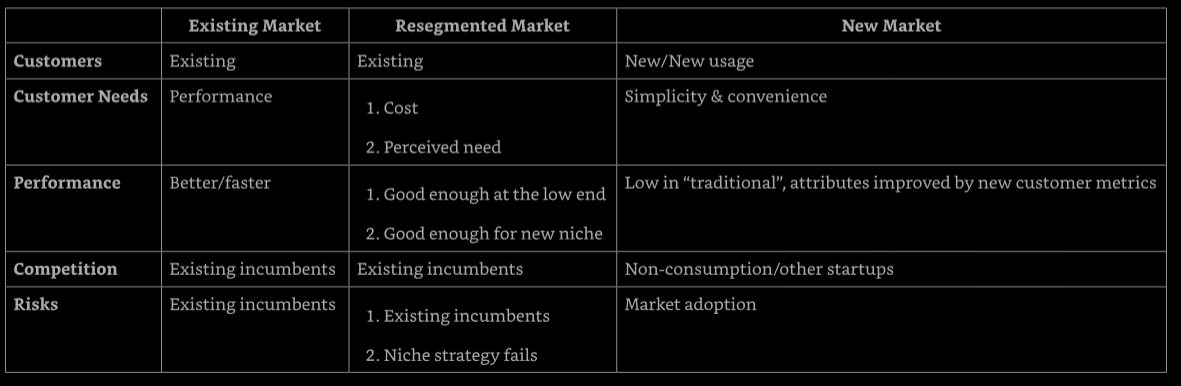 Existing Market Resegmented Market New Market
Customers Existing Existing New/New usage
Customer Needs Performance 1. Cost Simplicity & convenience
2. Perceived need
Performance Better/faster 1. Good enough at the low end Low in “traditional”, attributes improved by new customer metrics
2. Good enough for new niche
Competition Existing incumbents Existing incumbents Non-consumption/other startups
Risks Existing incumbents 1. Existing incumbents Market adoption
2. Niche strategy fails